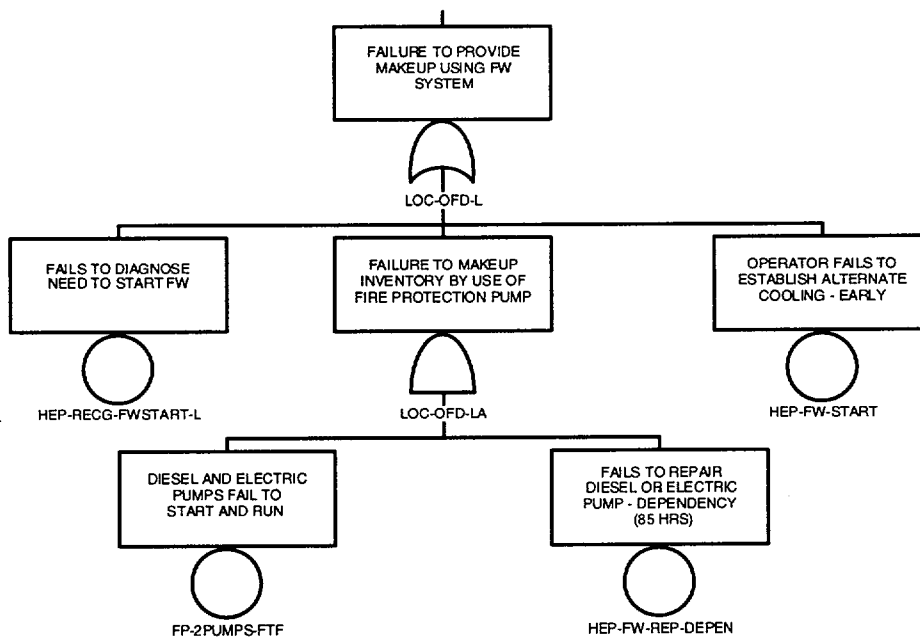 FAILURE TO PROVIDE
MAKEUP USING FW
SYSTEM
LOC-OFD-L
FAILS TO DIAGNOSE
NEED TO START FW
HEP-RECG-FWSTART-L
FAILURE TO MAKEUP
INVENTORY BY USE OF
FIRE PROTECTION PUMP
LOC-OFD-LA
OPERATOR FAILS TO
ESTABLISH ALTERNATE
COOLING - EARLY
HEP-FW-START
DIESEL AND ELECTRIC
PUMPS FAIL TO
START AND RUN
FP-2PUMPS-FTF
FAILS TO REPAIR
DIESEL OR ELECTRIC
PUMP - DEPENDENCY
(85 HRS)
HEP-FW-REP-DEPEN